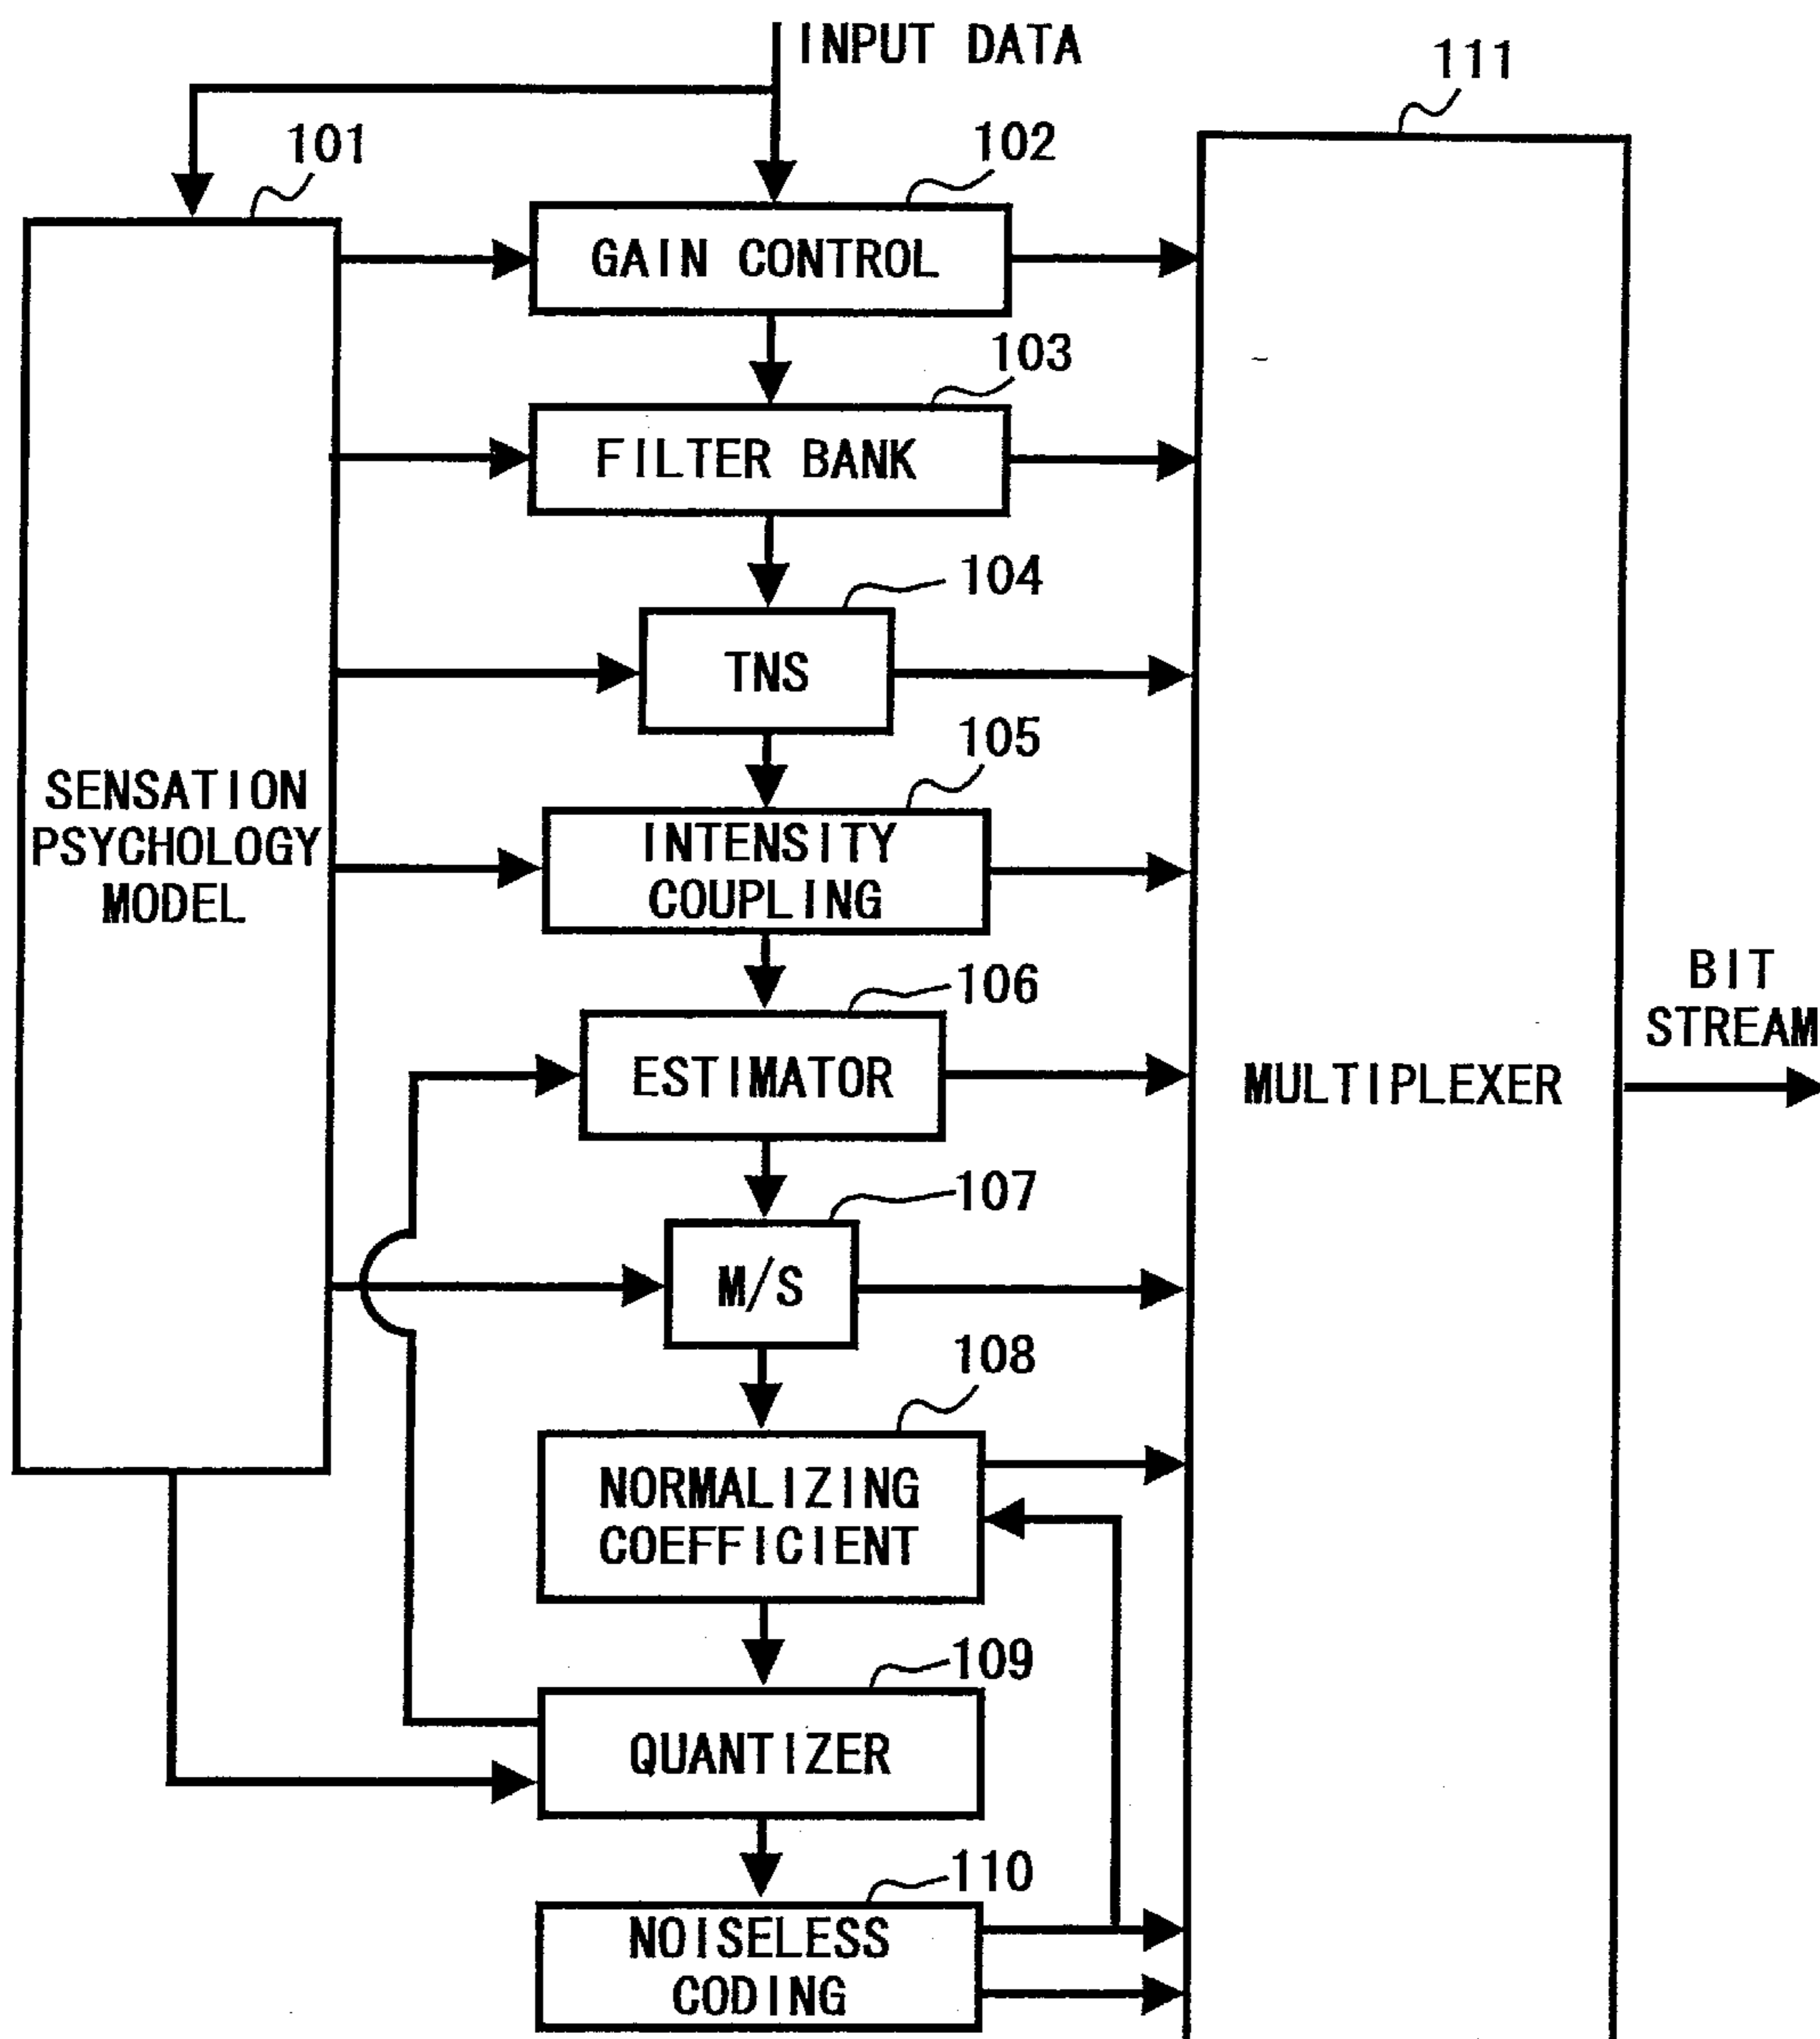 INPUT DATA
111
101
102
GAIN CONTROL
103
FILTER BANK
104
TNS
105
SENSATION
PSYCHOLOGY
MODEL
INTENSITY
COUPLING
106
BIT
STREAM
ESTIMATOR
MULTIPLEXER
107
M/S
108
NORMALIZING
COEFFICIENT
109
QUANTIZER
110
NOISELESS
CODING